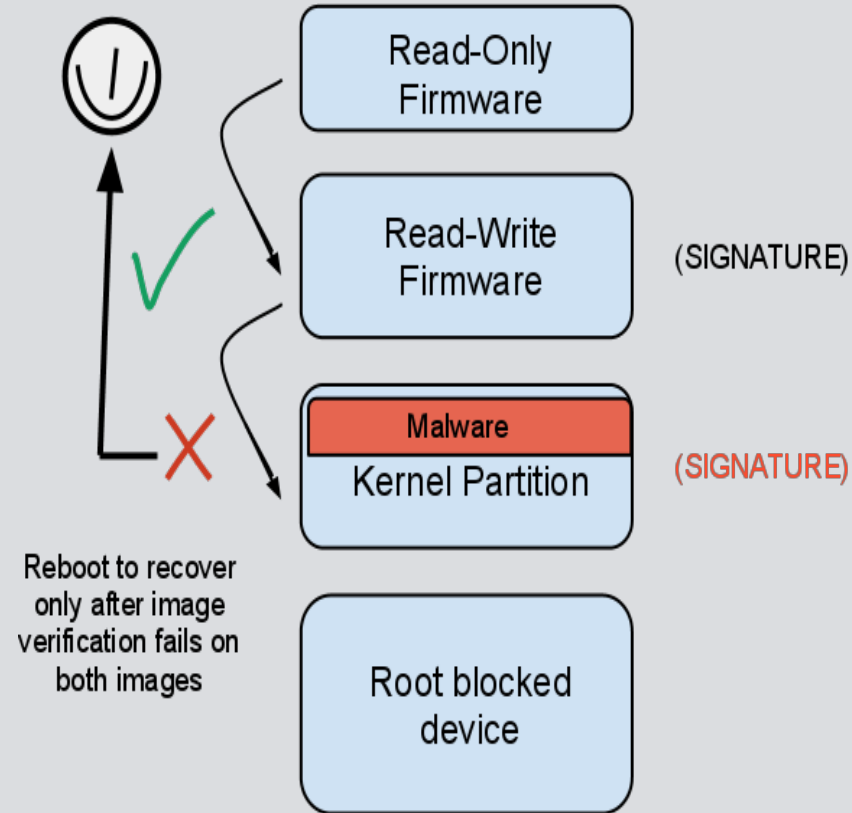 Read-Only
Firmware
Read-Write
Firmware
(SIGNATURE)
Malware
Kernel Partition
(SIGNATURE)
Reboot to recover
only after image
verification fails on
both images
Root blocked
device